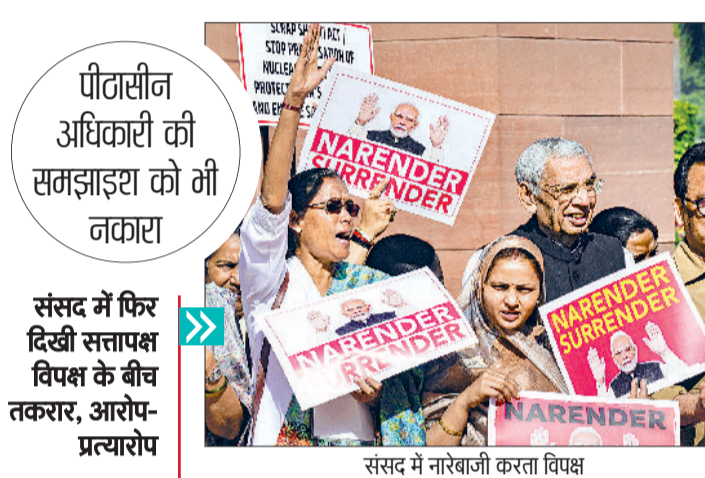 पीठासीन
अधिकारी की
समझाइश को भी
नकारा
संसद में फिर
दिखी सत्तापक्ष
विपक्ष के बीच
तकरार, आरोप-
प्रत्यारोप
STOP
NUCLEA
NARENDER
SURRENDER
NARENDER
SURRENDER
NARENDER
SURRENDER
NARENDER
संसद में नारेबाजी करता विपक्ष